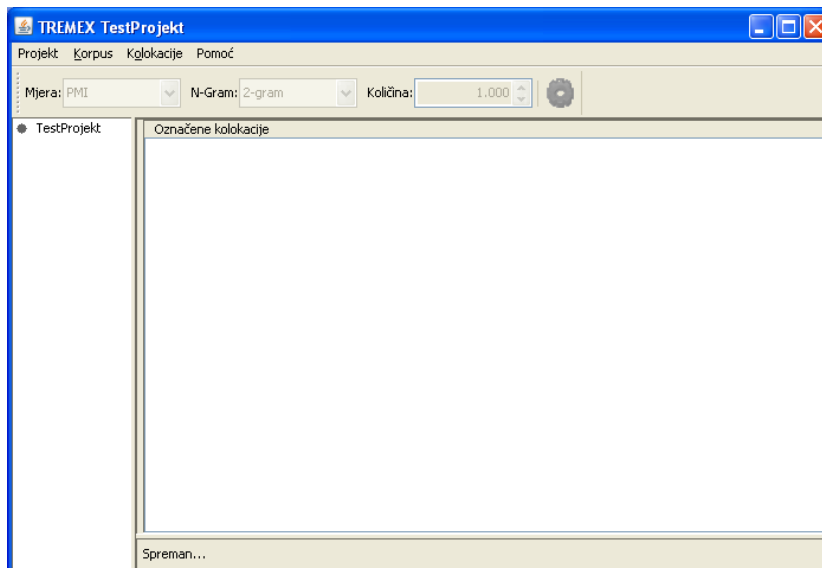 TREMEX TestProjekt
Projekt Korpus Kolokacije Pomoć
Mjera: PMI N-Gram: 2-gram Količina: 1.000
TestProjekt
Označene kolokacije
Spreman...